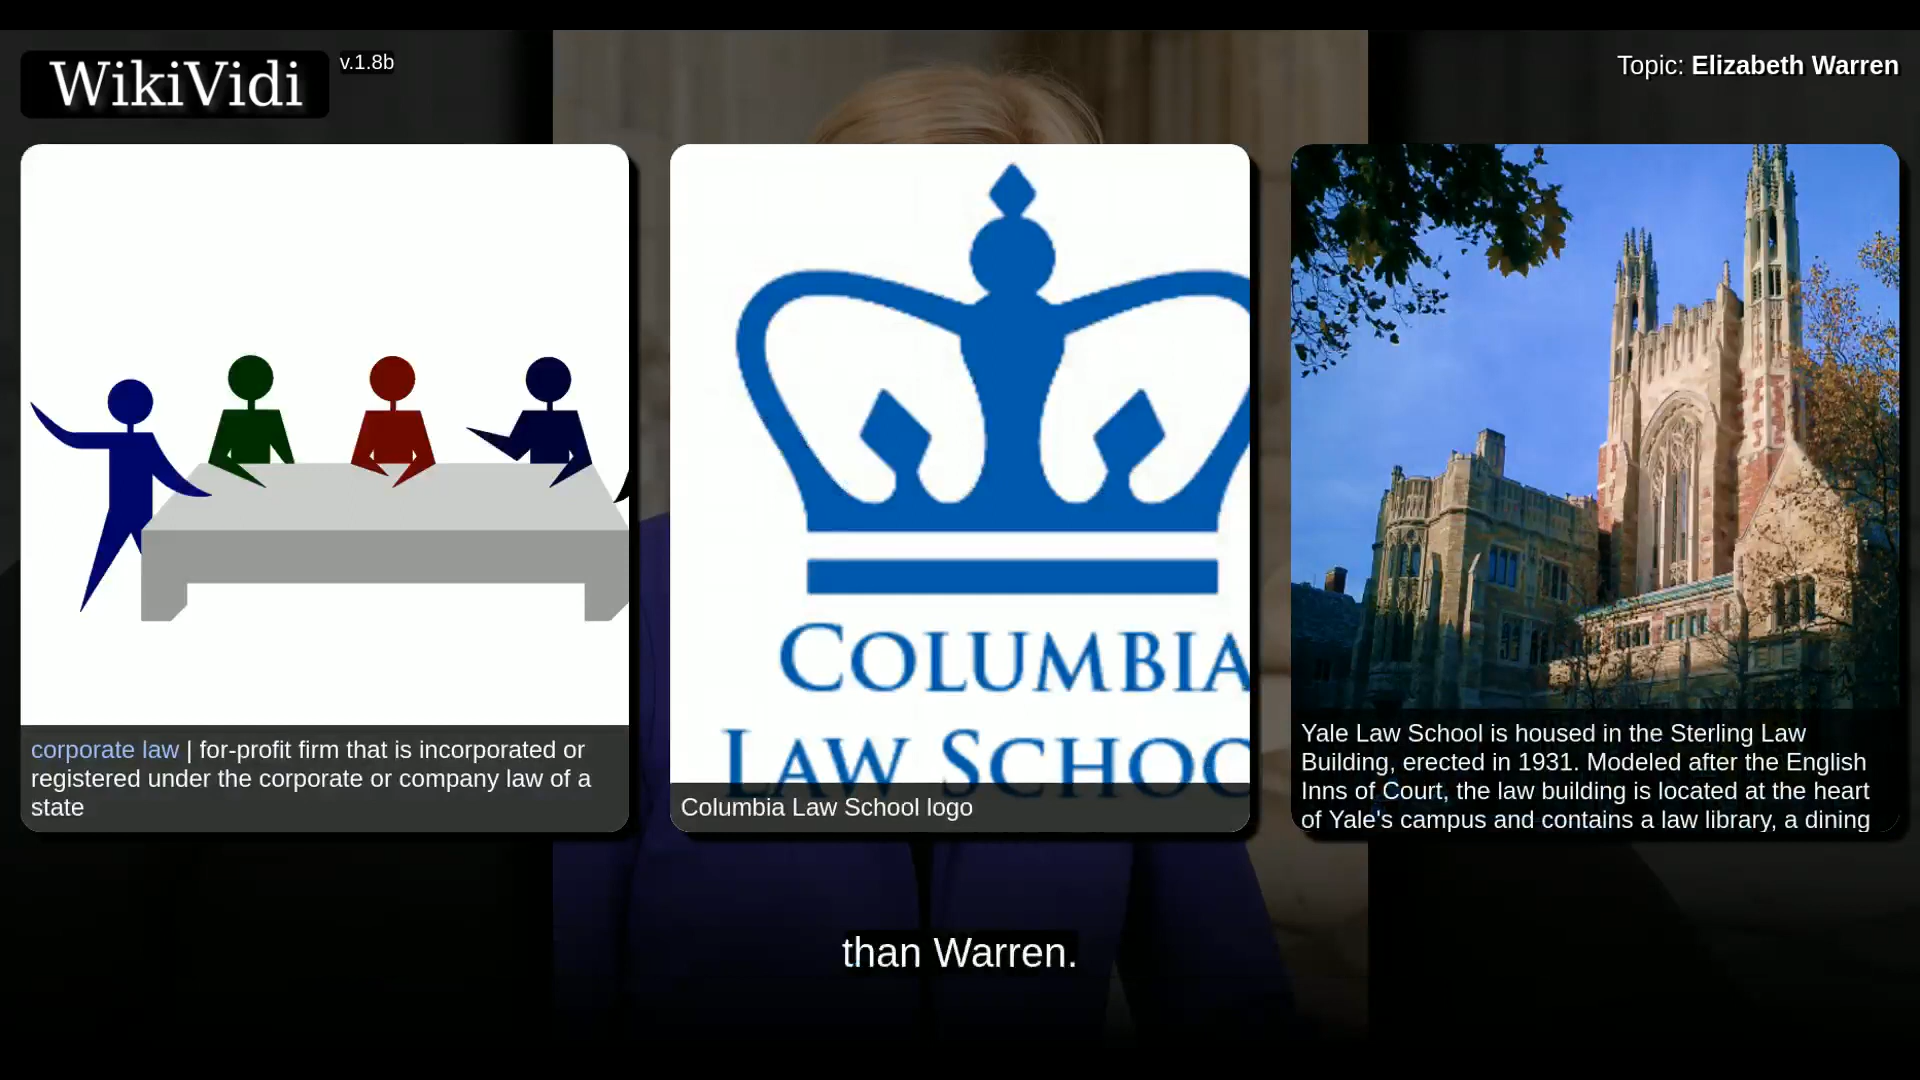 WikiVidi
v.1.8b
Topic: Elizabeth Warren
corporate law | for-profit firm that is incorporated or
registered under the corporate or company law of a
state
COLUMBIA
LAW SCHOO
Columbia Law School logo
Yale Law School is housed in the Sterling Law
Building, erected in 1931. Modeled after the English
Inns of Court, the law building is located at the heart
of Yale's campus and contains a law library, a dining
than Warren.